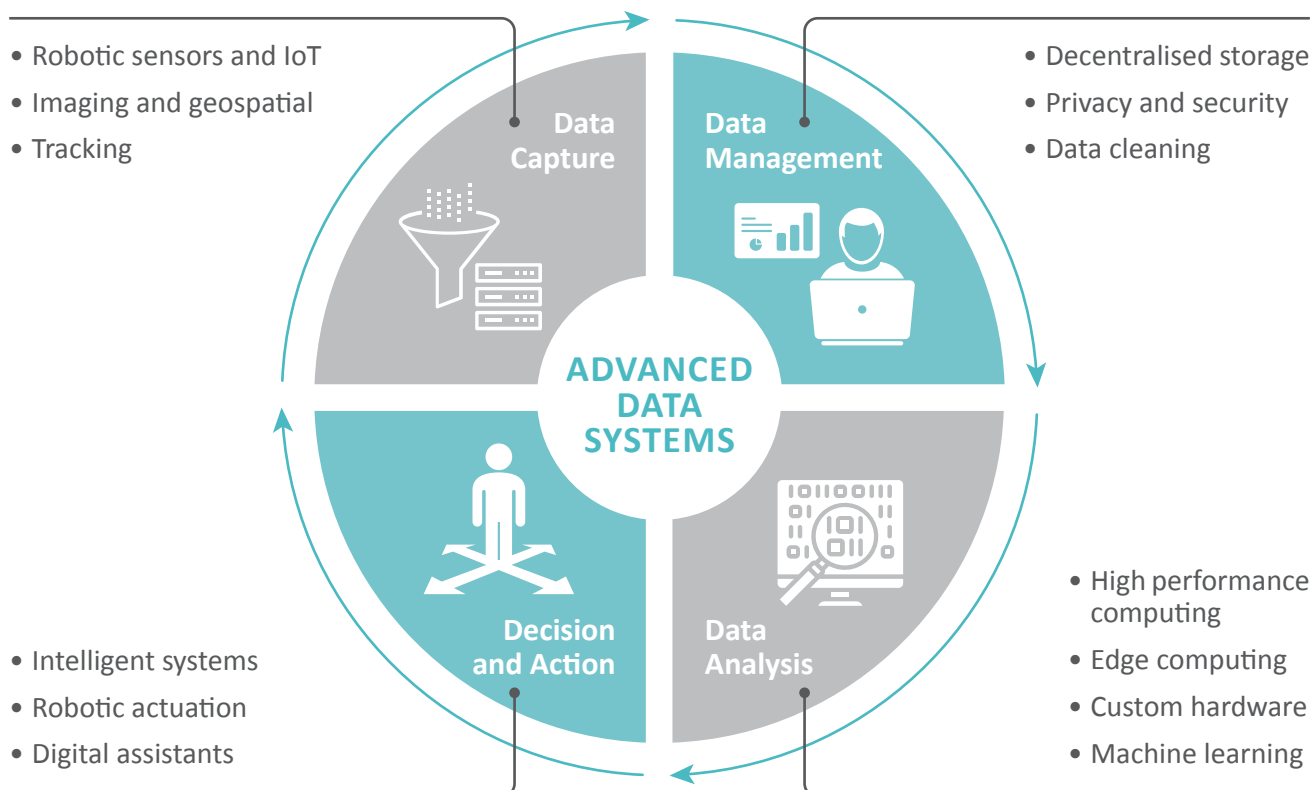 • Robotic sensors and IoT
• Imaging and geospatial
• Tracking
Data
Capture
Data
Management
• Decentralised storage
• Privacy and security
• Data cleaning
ADVANCED
DATA
SYSTEMS
Decision
and Action
• Intelligent systems
• Robotic actuation
• Digital assistants
Data
Analysis
• High performance
computing
• Edge computing
• Custom hardware
• Machine learning